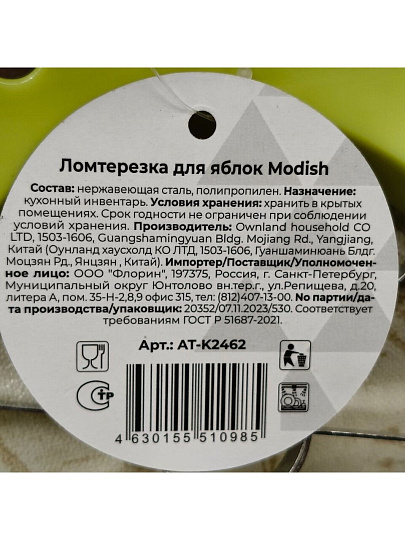 Ломтерезка для яблок Modish
Состав: нержавеющая сталь, полипропилен. Назначение:
кухонный инвентарь. Условия хранения: хранить в крытых
помещениях. Срок годности не ограничен при соблюдении
условий хранения. Производитель: Ownland household CO
LTD, 1503-1606, Guangshamingyuan Bldg. Mojiang Rd., Yangjiang,
Китай (Оунланд хаусхолд КО ЛТД, 1503-1606, Гуаншаминюань Блдг.
Моцзян Рд., Янцзян , Китай). Импортер/Поставщик/Уполномочен-
ное лицо: ООО "Флорин", 197375, Россия, г. Санкт-Петербург,
Муниципальный округ Юнтолово вн.тер.г., ул.Репищева, д.20,
литера А, пом. 35-Н-2,8,9 офис 315, тел: (812)407-13-00. No партии/да-
та производства/упаковщик: 20352/07.11.2023/530. Соответствует
требованиям ГОСТ Р 51687-2021.
Арт.: AT-K2462
СТР
4 630155 510985